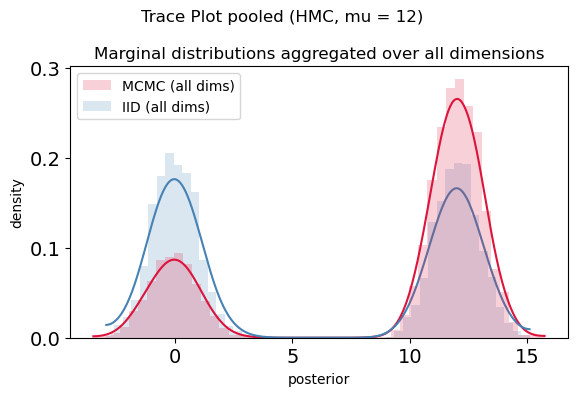 Trace Plot pooled (HMC, mu = 12)
Marginal distributions aggregated over all dimensions
MCMC (all dims)
IID (all dims)
density
0.3
0.2
0.1
0.0
0
5
10
15
posterior